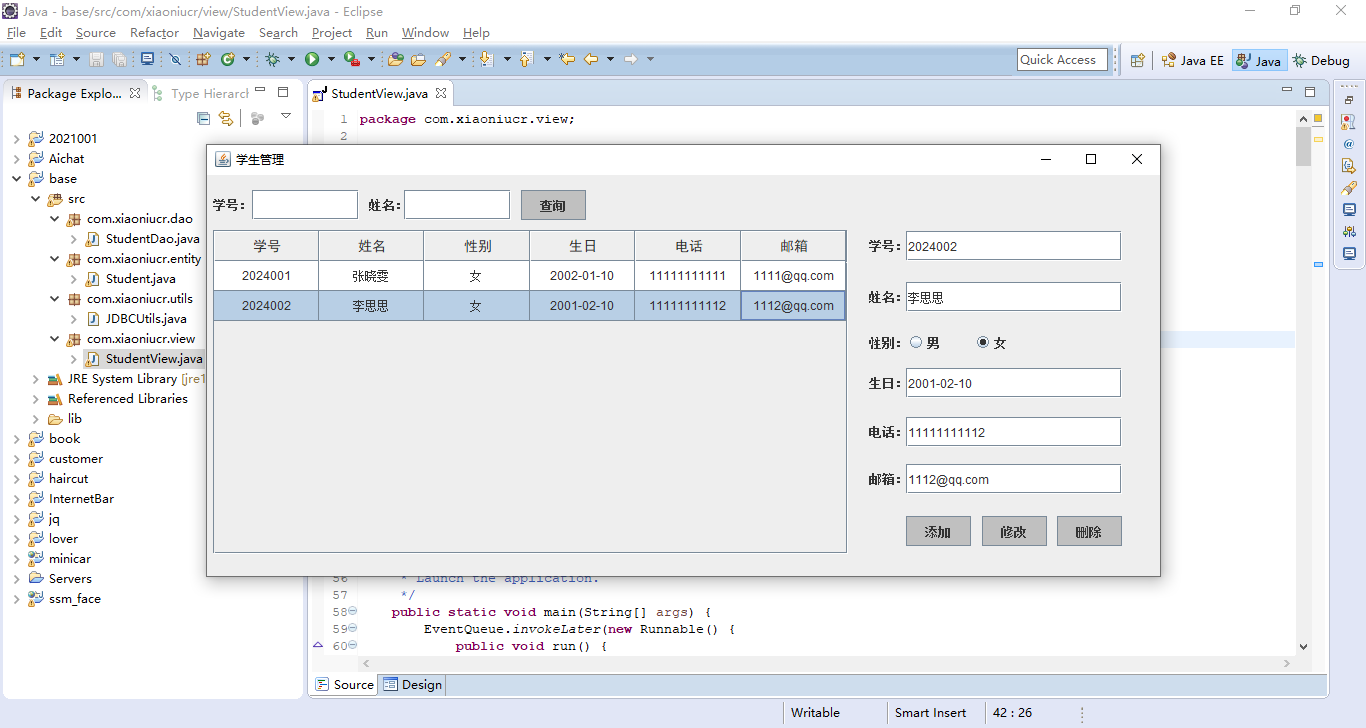 Java - base/src/com/xiaoniucr/view/StudentView.java - Eclipse
File Edit Source Refactor Navigate Search Project Run Window Help
Quick Access Java EE Java Debug
Package Explo... Type Hierarch
StudentView.java
1 package com.xiaoniucr.view;
2
2021001
Aichat
base
src
com.xiaoniucr.dao
StudentDao.java
com.xiaoniucr.entity
Student.java
com.xiaoniucr.utils
JDBCUtils.java
com.xiaoniucr.view
StudentView.java
JRE System Library [jre1
Referenced Libraries
lib
book
customer
haircut
InternetBar
jq
lover
minicar
Servers
ssm_face
学生管理
学号: 姓名: 查询
学号 姓名 性别 生日 电话 邮箱
2024001 张晓雯 女 2002-01-10 11111111111 1111@qq.com
2024002 李思思 女 2001-02-10 11111111112 1112@qq.com
学号: 2024002
姓名: 李思思
性别: 男 女
生日: 2001-02-10
电话: 11111111112
邮箱: 1112@qq.com
添加 修改 删除
56 * Launch the application.
57 */
58 public static void main(String[] args) {
59 EventQueue.invokeLater(new Runnable() {
60 public void run() {
Source Design
Writable Smart Insert 42 : 26